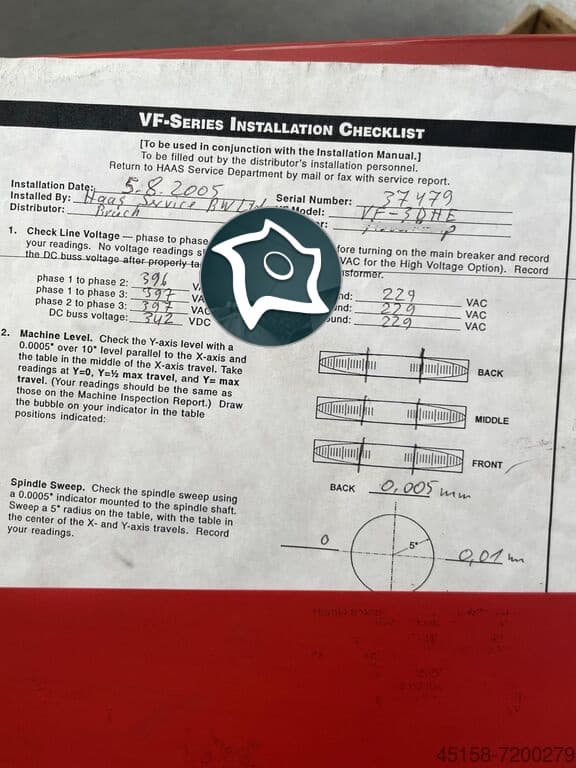 VF-SERIES INSTALLATION CHECKLIST
[To be used in conjunction with the Installation Manual.]
To be filled out by the distributor's installation personnel.
Return to HAAS Service Department by mail or fax with service report.
Installation Date: 5.8.2005
Serial Number: 37479
Installed By: Haas Service
Model:
Distributor:
1. Check Line Voltage — phase to phase
fore turning on the main breaker and record
your readings. No voltage readings
VAC for the High Voltage Option). Record
the DC buss voltage after properly
phase 1 to phase 2: 396
229 VAC
phase 1 to phase 3: 397
229 VAC
phase 2 to phase 3: 397 VAC
229 VAC
DC buss voltage: 342 VDC
2. Machine Level. Check the Y-axis level with a
0.0005" over 10" level parallel to the X-axis and
the table in the middle of the X-axis travel. Take
readings at Y=0, Y=½ max travel, and Y= max
travel. (Your readings should be the same as
those on the Machine Inspection Report.) Draw
the bubble on your indicator in the table
positions indicated:
BACK
MIDDLE
FRONT
Spindle Sweep. Check the spindle sweep using
a 0.0005" indicator mounted to the spindle shaft.
Sweep a 5" radius on the table, with the table in
the center of the X- and Y-axis travels. Record
your readings.
BACK 0,005 mm
0
5"
0,01
45158-7200279